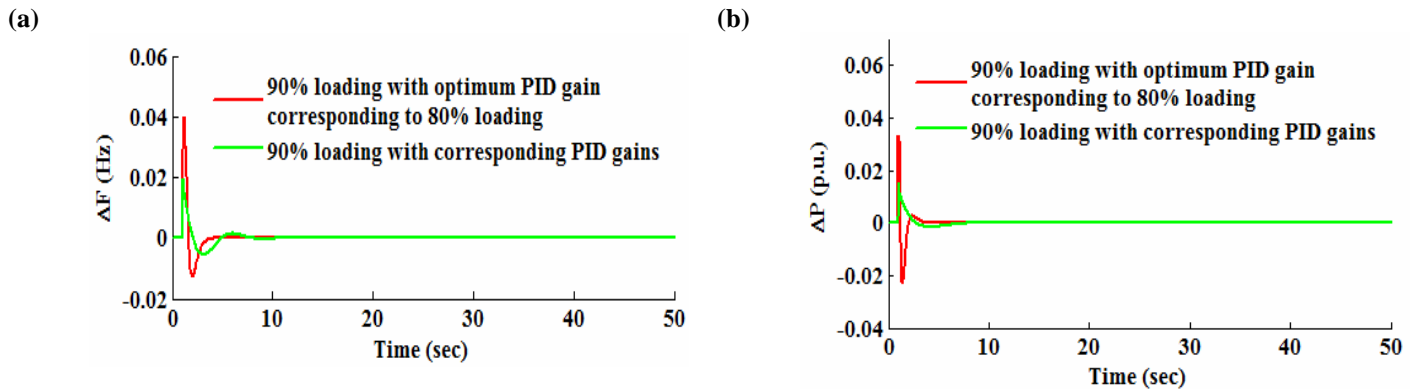 (a)
0.06
0.04
0.02
0
-0.02
ΔF (Hz)
90% loading with optimum PID gain
corresponding to 80% loading
90% loading with corresponding PID gains
0 10 20 30 40 50
Time (sec)
(b)
0.06
0.04
0.02
0
-0.02
-0.04
ΔP (p.u.)
90% loading with optimum PID gain
corresponding to 80% loading
90% loading with corresponding PID gains
0 10 20 30 40 50
Time (sec)